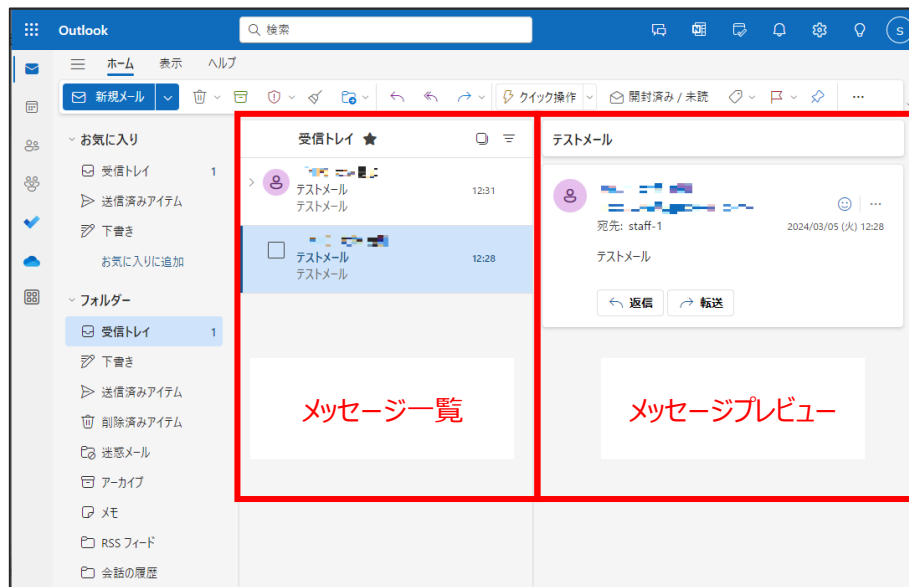 Outlook
検索
S
ホーム 表示 ヘルプ
新規メール
クイック操作
開封済み / 未読
お気に入り
受信トレイ 1
送信済みアイテム
下書き
お気に入りに追加
フォルダー
受信トレイ 1
下書き
送信済みアイテム
削除済みアイテム
迷惑メール
アーカイブ
メモ
RSS フィード
会話の履歴
受信トレイ
テストメール 12:31
テストメール
テストメール 12:28
テストメール
メッセージ一覧
テストメール
宛先: staff-1 2024/03/05 (火) 12:28
テストメール
返信 転送
メッセージプレビュー